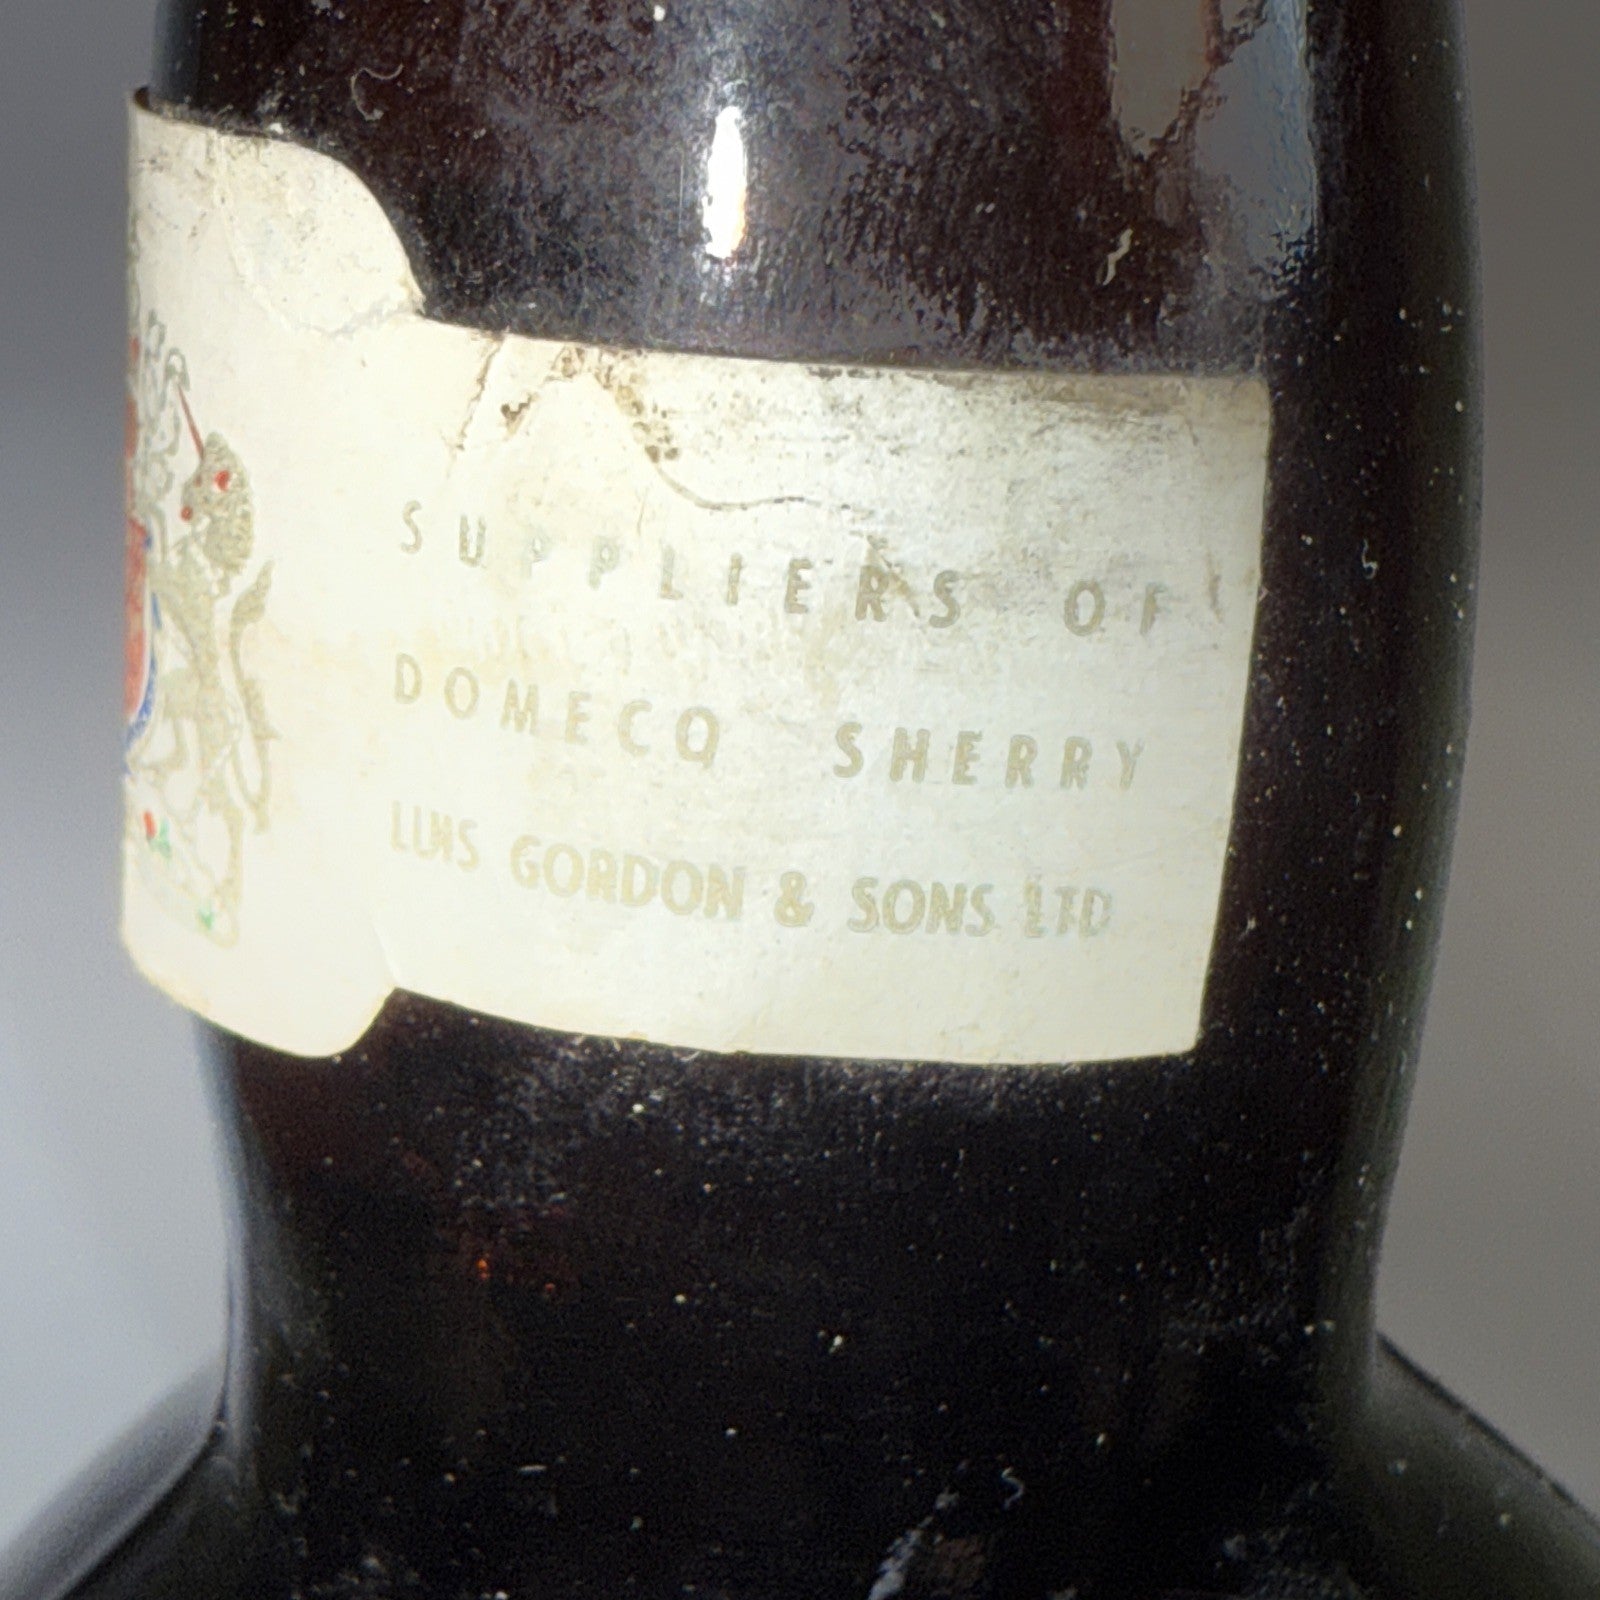 SUPPLIERS OF
DOMECQ SHERRY
LUIS GORDON & SONS LTD